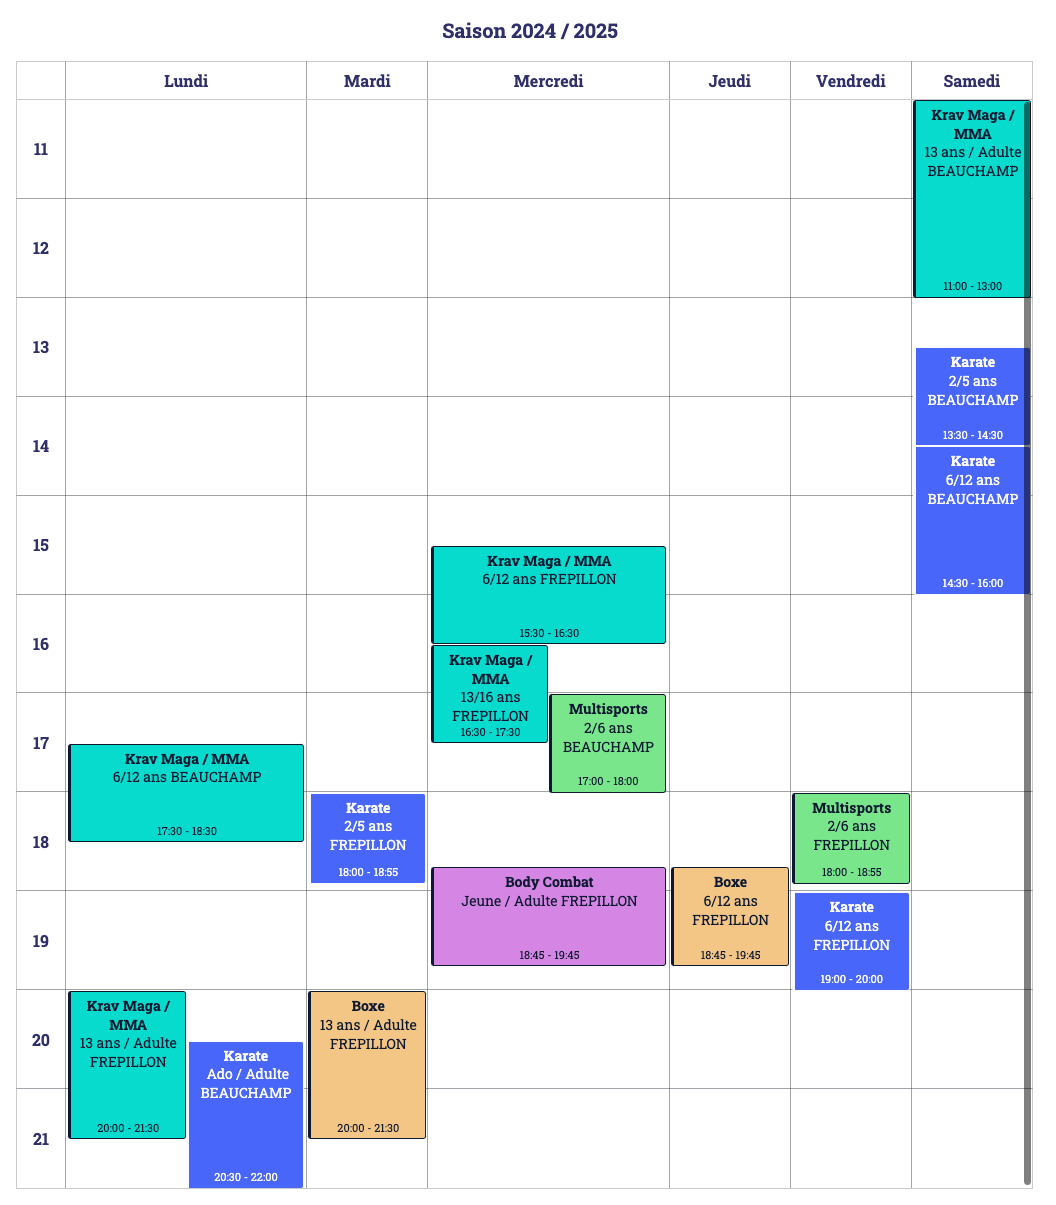 Saison 2024 / 2025
Lundi
Mardi
Mercredi
Jeudi
Vendredi
Samedi
11
Krav Maga /
MMA
13 ans / Adulte
BEAUCHAMP
12
11:00 - 13:00
13
Karate
2/5 ans
BEAUCHAMP
13:30 - 14:30
14
Karate
6/12 ans
BEAUCHAMP
14:30 - 16:00
15
Krav Maga / MMA
6/12 ans FREPILLON
15:30 - 16:30
16
Krav Maga /
MMA
13/16 ans
FREPILLON
16:30 - 17:30
Multisports
2/6 ans
BEAUCHAMP
17:00 - 18:00
17
Krav Maga / MMA
6/12 ans BEAUCHAMP
17:30 - 18:30
18
Karate
2/5 ans
FREPILLON
18:00 - 18:55
Multisports
2/6 ans
FREPILLON
18:00 - 18:55
Body Combat
Jeune / Adulte FREPILLON
18:45 - 19:45
Boxe
6/12 ans
FREPILLON
18:45 - 19:45
19
Karate
6/12 ans
FREPILLON
19:00 - 20:00
20
Krav Maga /
MMA
13 ans / Adulte
FREPILLON
20:00 - 21:30
Karate
Ado / Adulte
BEAUCHAMP
20:30 - 22:00
Boxe
13 ans / Adulte
FREPILLON
20:00 - 21:30
21